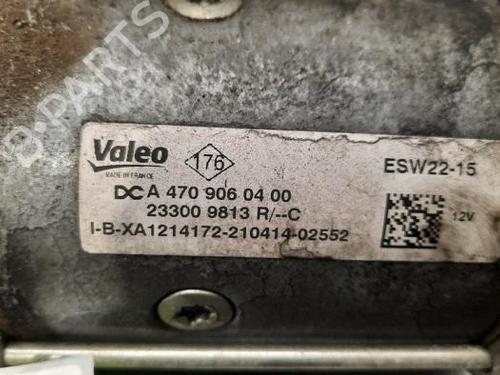 B-PARTS
Valeo 176 ESW22-15
MADE IN FRANCE
DC A 470 906 04 00
23300 9813 R/--C 12V
I-B-XA1214172-210414-02552